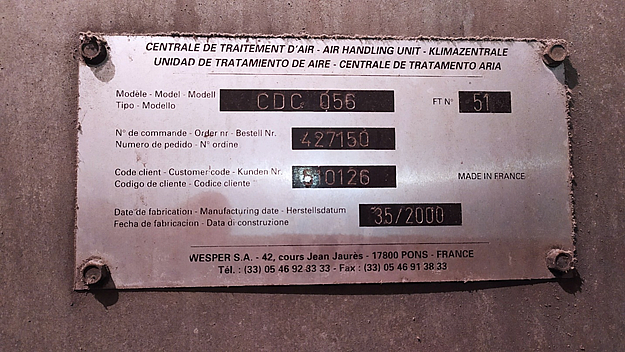 CENTRALE DE TRAITEMENT D'AIR - AIR HANDLING UNIT - KLIMAZENTRALE
UNIDAD DE TRATAMIENTO DE AIRE - CENTRALE DE TRATAMENTO ARIA
Modèle - Model - Modell CDC 056 FT N° 51
Tipo - Modello
N° de commande - Order nr - Bestell Nr. 427150
Numero de pedido - N° ordine
Code client - Customer code - Kunden Nr.
Codigo de cliente - Codice cliente MADE IN FRANCE
Date de fabrication - Manufacturing date - Herstellsdatum 35/2000
Fecha de fabricacion - Data di construzione
WESPER S.A. - 42, cours Jean Jaurès - 17800 PONS - FRANCE
Tél. : (33) 05 46 92 33 33 - Fax : (33) 05 46 91 38 33